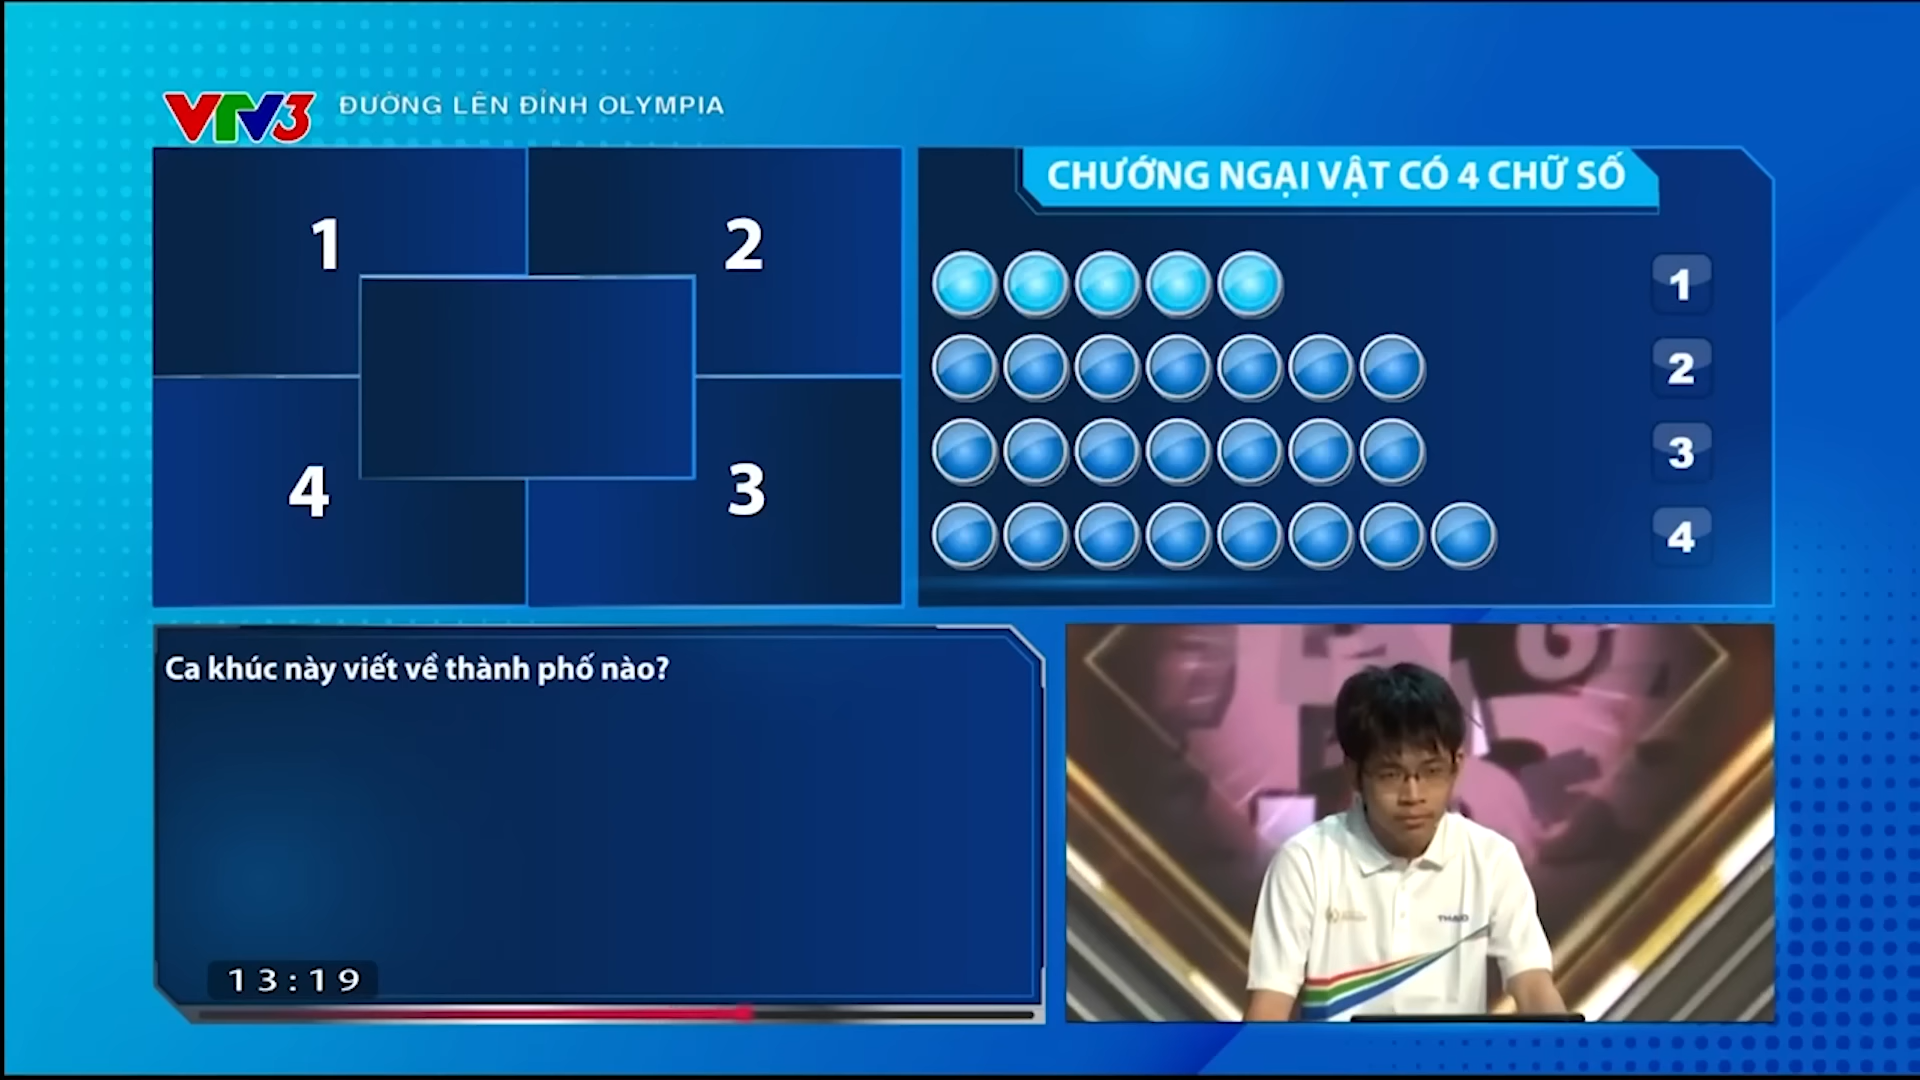 VTV3 ĐƯỜNG LÊN ĐỈNH OLYMPIA
1
2
4
3
CHƯỚNG NGẠI VẬT CÓ 4 CHỮ SỐ
1
2
3
4
Ca khúc này viết về thành phố nào?
13:19
THACO